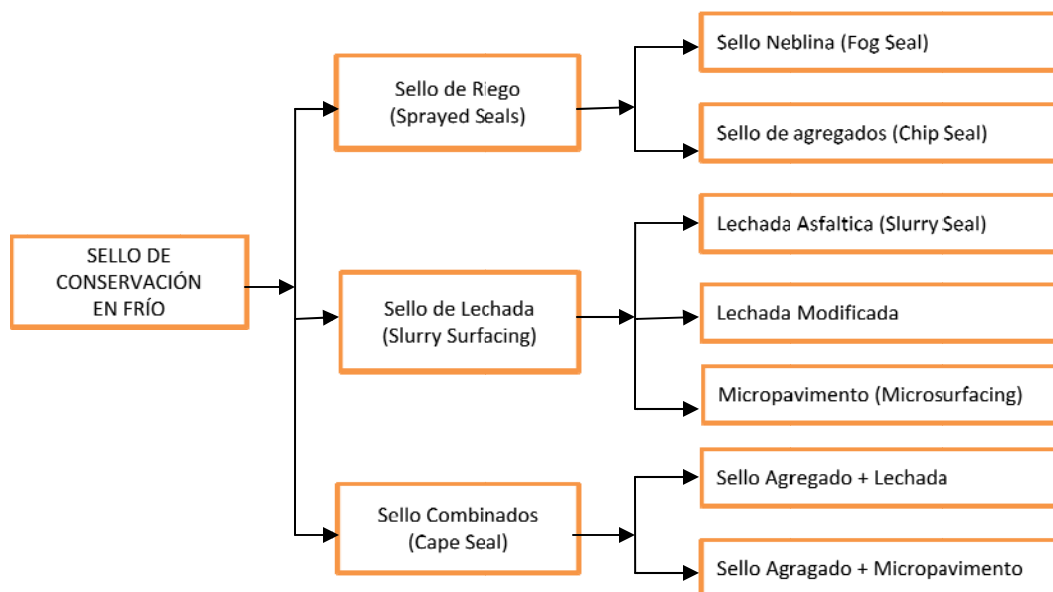 SELLO DE
CONSERVACIÓN
EN FRÍO
Sello de Riego
(Sprayed Seals)
Sello Neblina (Fog Seal)
Sello de agregados (Chip Seal)
Sello de Lechada
(Slurry Surfacing)
Lechada Asfaltica (Slurry Seal)
Lechada Modificada
Micropavimento (Microsurfacing)
Sello Combinados
(Cape Seal)
Sello Agregado + Lechada
Sello Agragado + Micropavimento